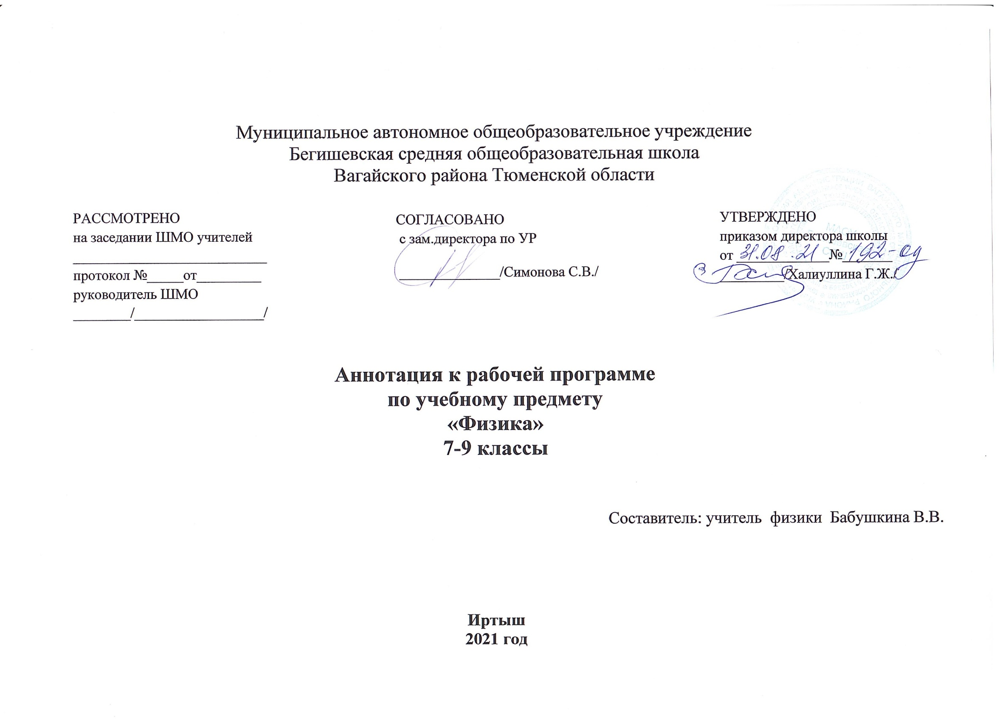 Муниципальное автономное общеобразовательное учреждение
Бегишевская средняя общеобразовательная школа
Вагайского района Тюменской области
РАССМОТРЕНО
на заседании ШМО учителей
___________________________
протокол №_____от_________
руководитель ШМО
________/__________________/
СОГЛАСОВАНО
с зам.директора по УР
______________/Симонова С.В./
УТВЕРЖДЕНО
приказом директора школы
от 31.08.21 № 192-од
_________/Халиуллина Г.Ж./
Аннотация к рабочей программе
по учебному предмету
«Физика»
7-9 классы
Составитель: учитель физики Бабушкина В.В.
Иртыш
2021 год